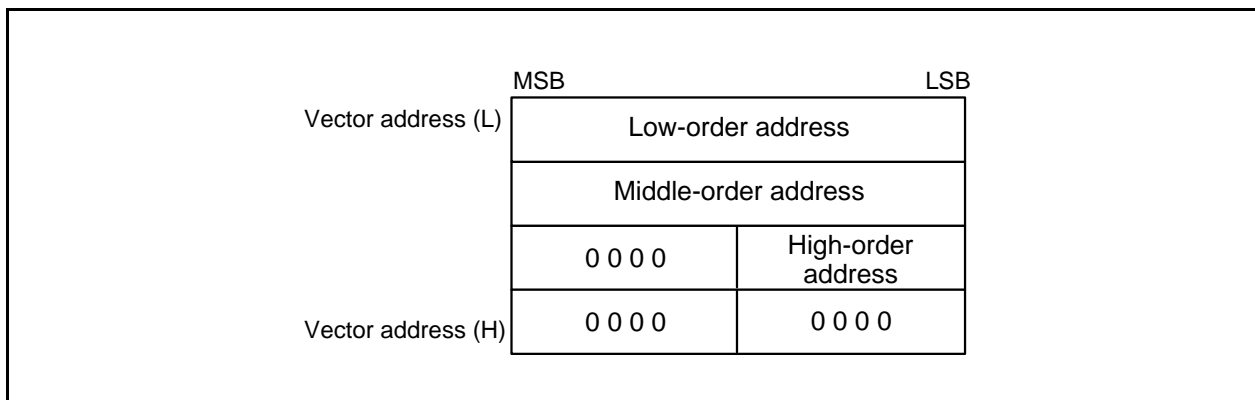 MSB LSB
Vector address (L) Low-order address
Middle-order address
0 0 0 0 High-order
address
Vector address (H) 0 0 0 0 0 0 0 0